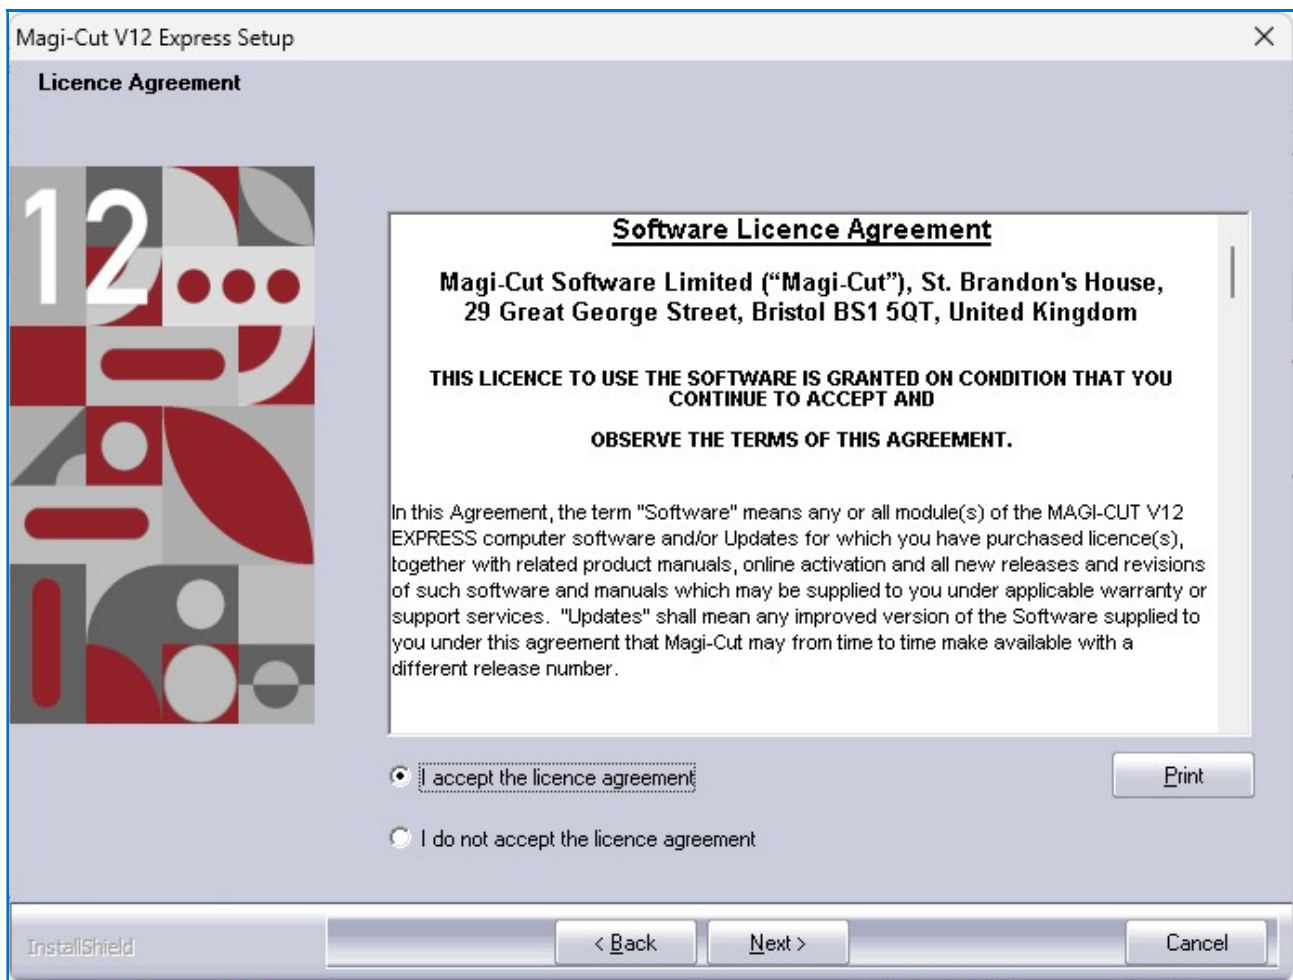 Magi-Cut V12 Express Setup
Licence Agreement
12
Software Licence Agreement
Magi-Cut Software Limited (“Magi-Cut”), St. Brandon's House,
29 Great George Street, Bristol BS1 5QT, United Kingdom
THIS LICENCE TO USE THE SOFTWARE IS GRANTED ON CONDITION THAT YOU
CONTINUE TO ACCEPT AND
OBSERVE THE TERMS OF THIS AGREEMENT.
In this Agreement, the term "Software" means any or all module(s) of the MAGI-CUT V12
EXPRESS computer software and/or Updates for which you have purchased licence(s),
together with related product manuals, online activation and all new releases and revisions
of such software and manuals which may be supplied to you under applicable warranty or
support services.  "Updates" shall mean any improved version of the Software supplied to
you under this agreement that Magi-Cut may from time to time make available with a
different release number.
I accept the licence agreement
Print
I do not accept the licence agreement
InstallShield
< Back
Next >
Cancel